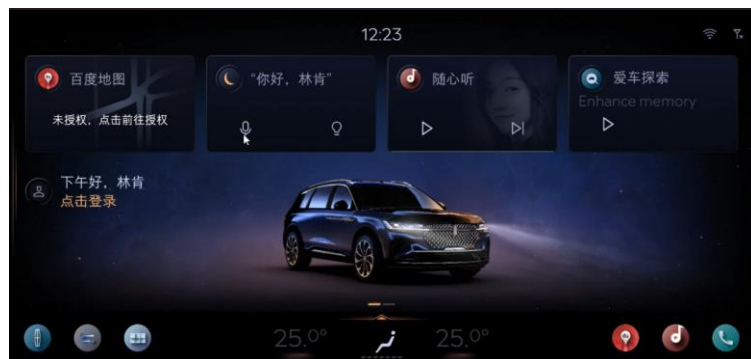 12:23
百度地图
未授权，点击前往授权
“你好，林肯”
随心听
爱车探索
Enhance memory
下午好，林肯
点击登录
25.0°
25.0°